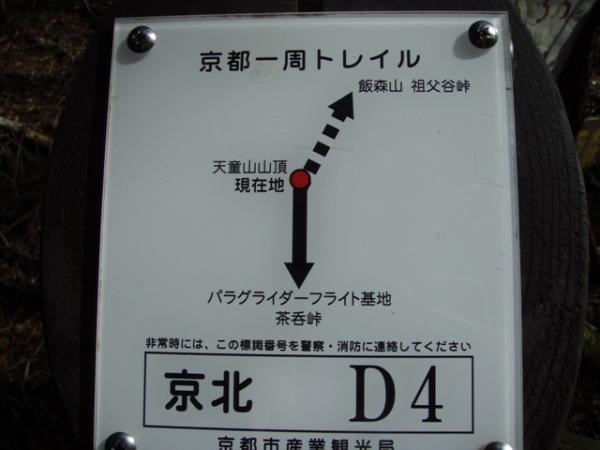 京都一周トレイル
飯森山 祖父谷峠
天童山山頂
現在地
パラグライダーフライト基地
茶呑峠
非常時には、この標識番号を警察・消防に連絡してください
京北 D4
京都市産業観光局